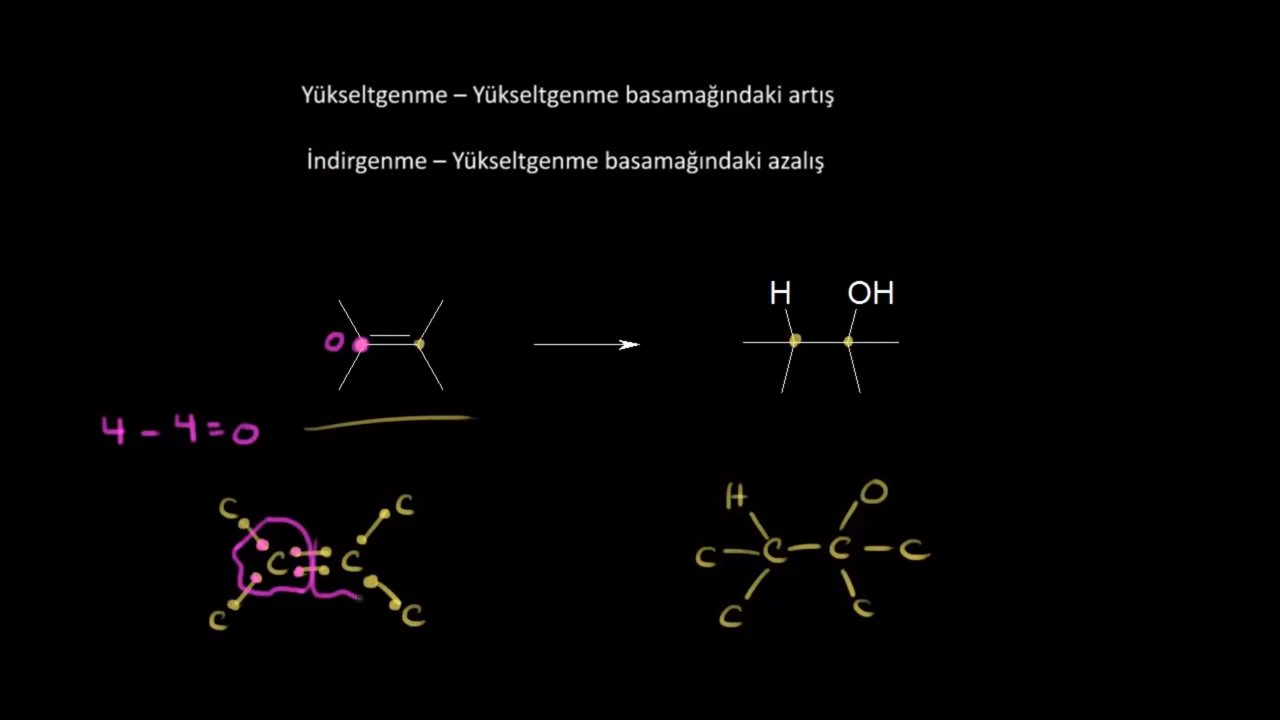 Yükseltgenme – Yükseltgenme basamağındaki artış
İndirgenme – Yükseltgenme basamağındaki azalış
H OH
0
4 - 4 = 0
C C H O
C C C C C C
C C C C